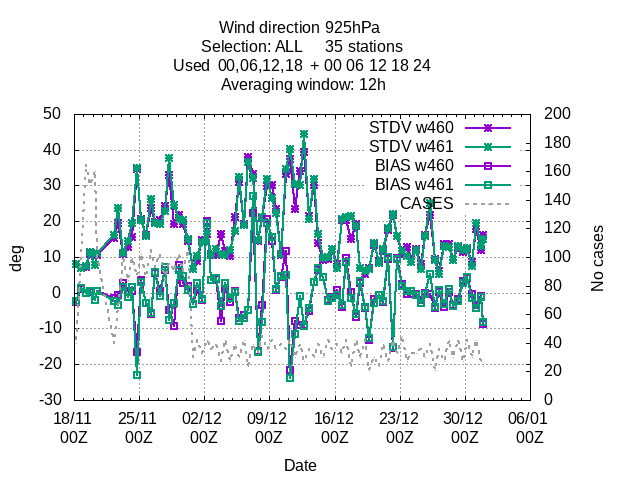 Wind direction 925hPa
Selection: ALL 35 stations
Used 00,06,12,18 + 00 06 12 18 24
Averaging window: 12h
STDV w460
STDV w461
BIAS w460
BIAS w461
CASES
50
40
30
20
10
0
-10
-20
-30
deg
200
180
160
140
120
100
80
60
40
20
0
No cases
18/11 25/11 02/12 09/12 16/12 23/12 30/12 06/01
00Z 00Z 00Z 00Z 00Z 00Z 00Z 00Z
Date